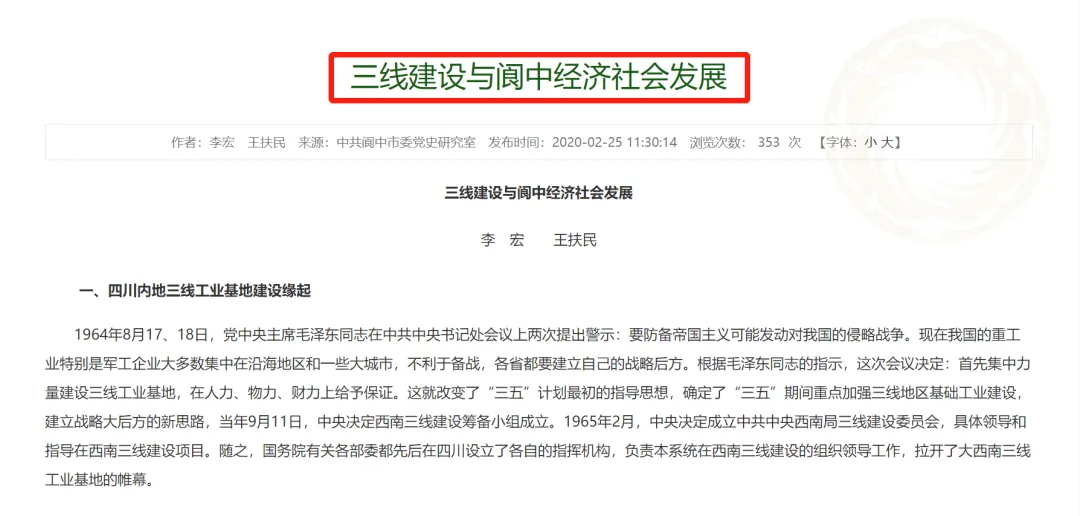 三线建设与阆中经济社会发展
作者：李宏　王扶民　来源：中共阆中市委党史研究室　发布时间：2020-02-25 11:30:14　浏览次数：　353　次　【字体：小 大】
三线建设与阆中经济社会发展
李　宏　　王扶民
一、四川内地三线工业基地建设缘起
1964年8月17、18日，党中央主席毛泽东同志在中共中央书记处会议上两次提出警示：要防备帝国主义可能发动对我国的侵略战争。现在我国的重工
业特别是军工企业大多数集中在沿海地区和一些大城市，不利于备战，各省都要建立自己的战略后方。根据毛泽东同志的指示，这次会议决定：首先集中力
量建设三线工业基地，在人力、物力、财力上给予保证。这就改变了“三五”计划最初的指导思想，确定了“三五”期间重点加强三线地区基础工业建设，
建立战略大后方的新思路，当年9月11日，中央决定西南三线建设筹备小组成立。1965年2月，中央决定成立中共中央西南局三线建设委员会，具体领导和
指导在西南三线建设项目。随之，国务院有关各部委都先后在四川设立了各自的指挥机构，负责本系统在西南三线建设的组织领导工作，拉开了大西南三线
工业基地的帷幕。